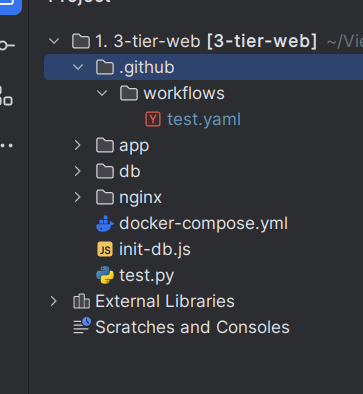 1. 3-tier-web [3-tier-web] ~/Vie
.github
workflows
Y test.yaml
app
db
nginx
docker-compose.yml
JS init-db.js
test.py
External Libraries
Scratches and Consoles